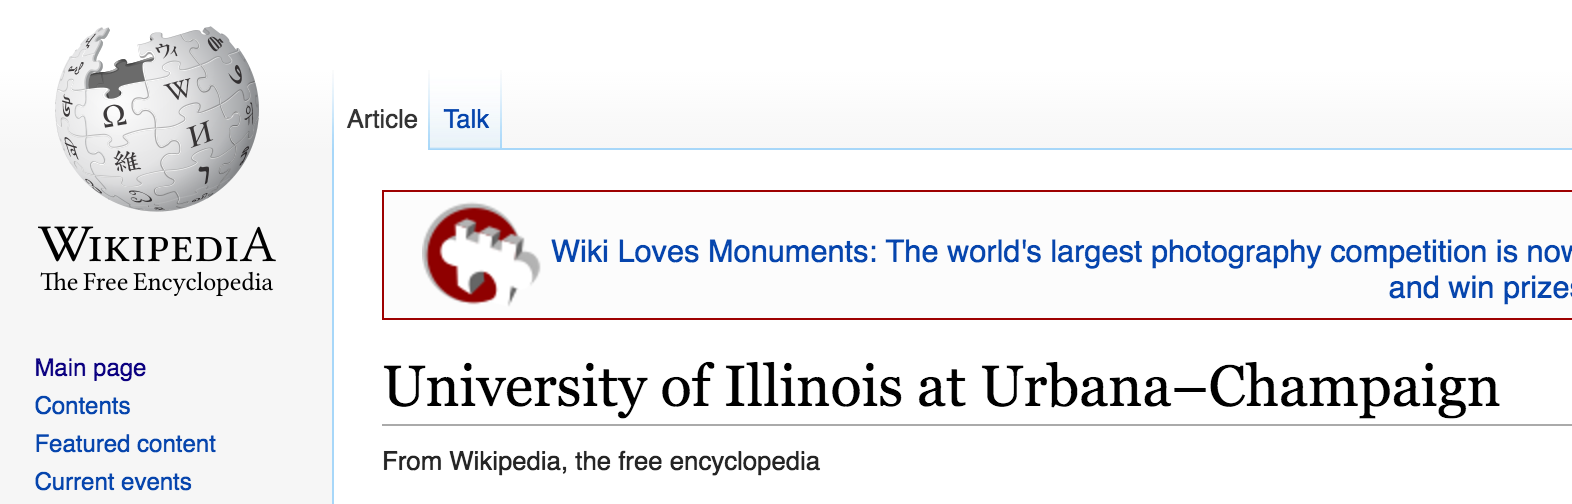 WIKIPEDIA
The Free Encyclopedia
Main page
Contents
Featured content
Current events
Article
Talk
Wiki Loves Monuments: The world's largest photography competition is now
and win prizes
University of Illinois at Urbana–Champaign
From Wikipedia, the free encyclopedia